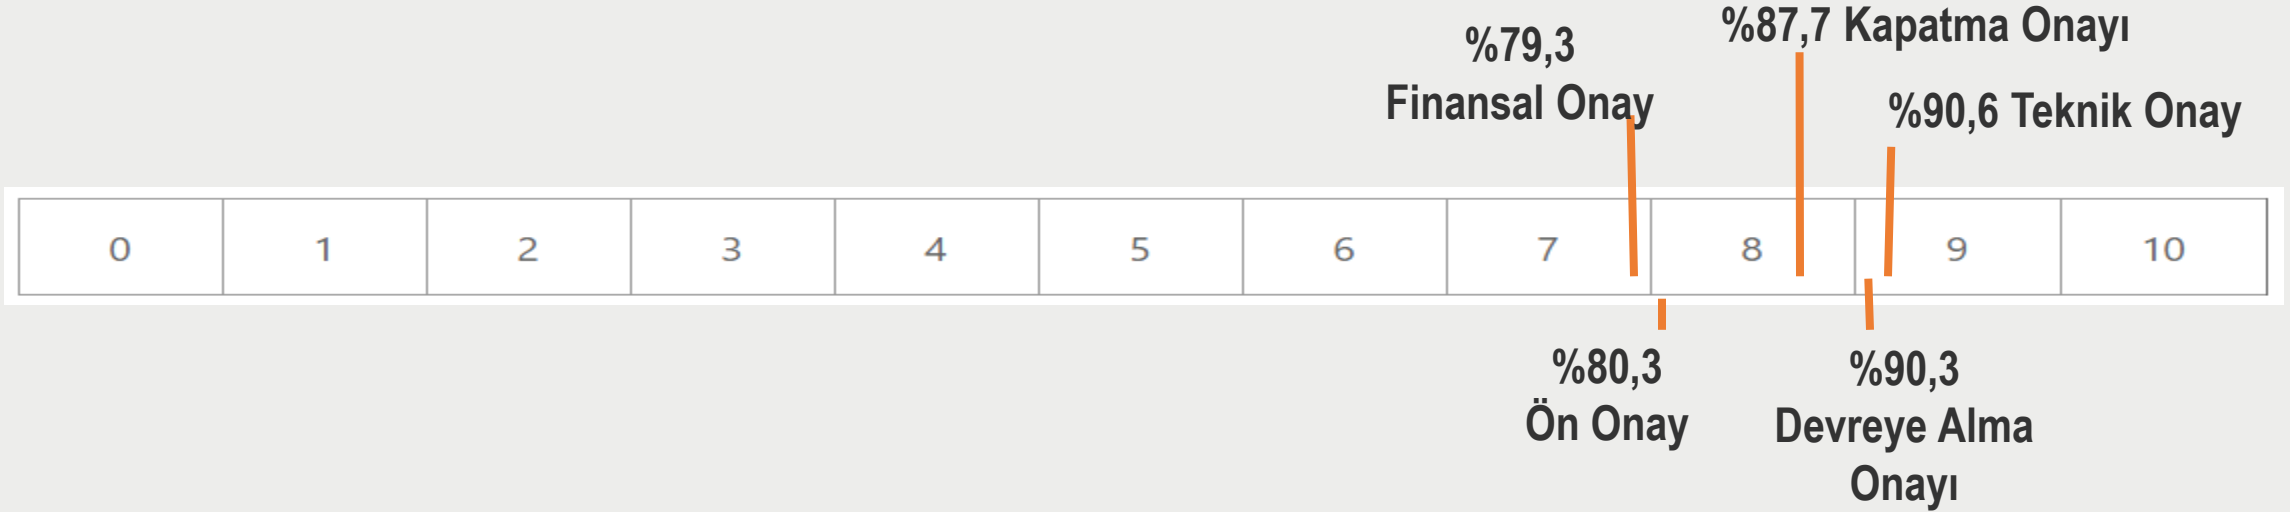 %87,7 Kapatma Onayı
%79,3
Finansal Onay
%90,6 Teknik Onay
0 1 2 3 4 5 6 7 8 9 10
%80,3
Ön Onay
%90,3
Devreye Alma
Onayı